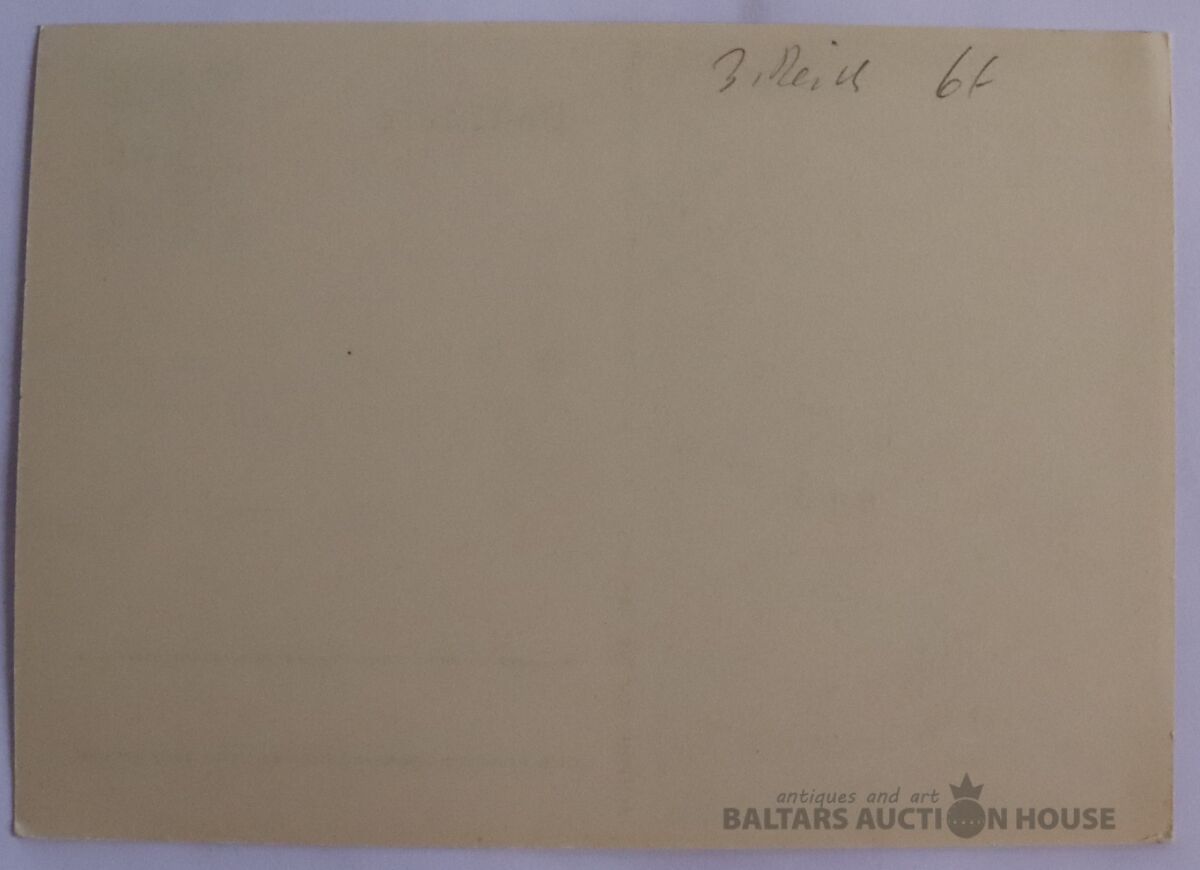 3. Reich 6f
antiques and art
BALTARS AUCTION HOUSE